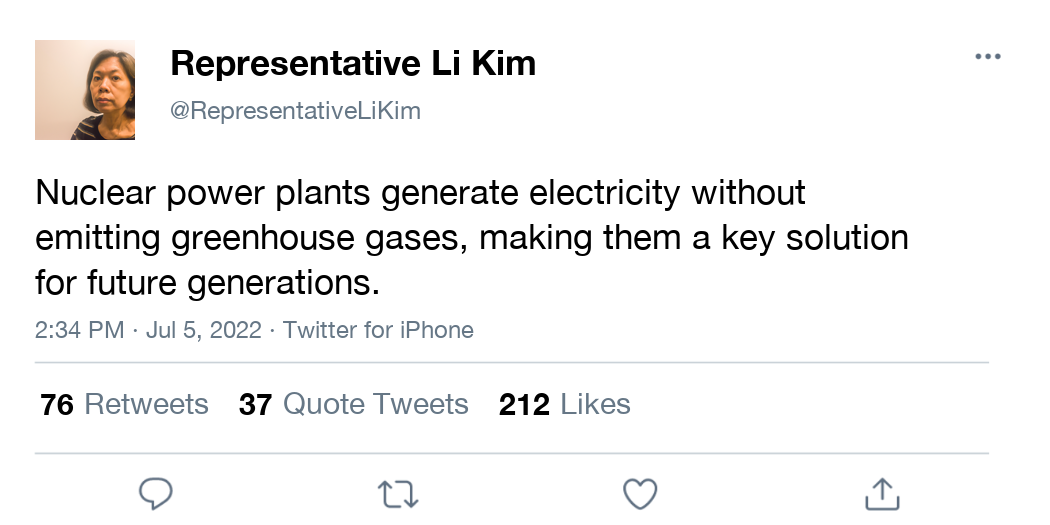 Representative Li Kim
@RepresentativeLiKim
Nuclear power plants generate electricity without
emitting greenhouse gases, making them a key solution
for future generations.
2:34 PM · Jul 5, 2022 · Twitter for iPhone
76 Retweets 37 Quote Tweets 212 Likes